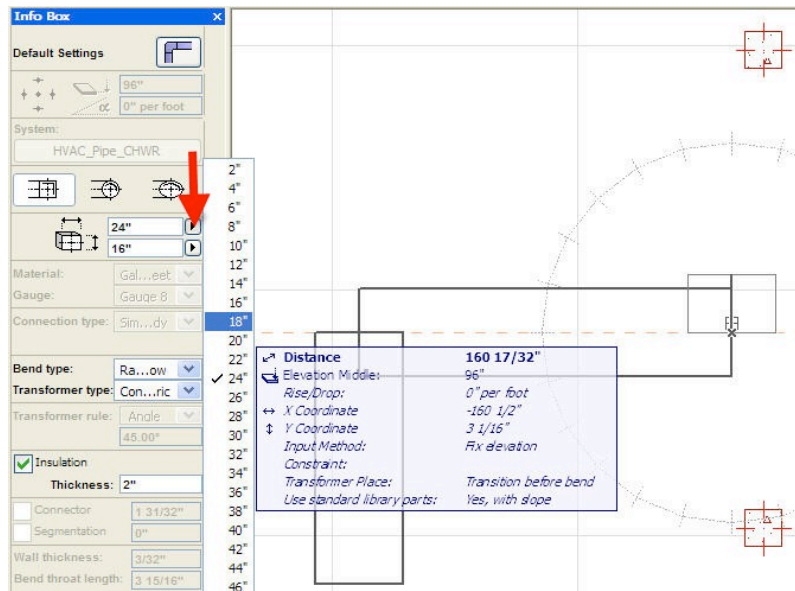 Info Box
Default Settings
96"
α 0" per foot
System:
HVAC_Pipe_CHWR
24"
16"
Material: Gal...eet
Gauge: Gauge 8
Connection type: Sim...dy
Bend type: Ra...ow
Transformer type: Con...ric
Transformer rule: Angle
45.00"
Insulation
Thickness: 2"
Connector 1 31/32"
Segmentation 0"
Wall thickness: 3/32"
Bend throat length: 3 15/16"
2"
4"
6"
8"
10"
12"
14"
16"
18"
20"
22"
24"
26"
28"
30"
32"
34"
36"
38"
40"
42"
44"
46"
Distance 160 17/32"
Elevation Middle: 96"
Rise/Drop: 0"per foot
X Coordinate -160 1/2"
Y Coordinate 3 1/16"
Input Method: Fix elevation
Constraint:
Transformer Place: Transition before bend
Use standard library parts: Yes, with slope